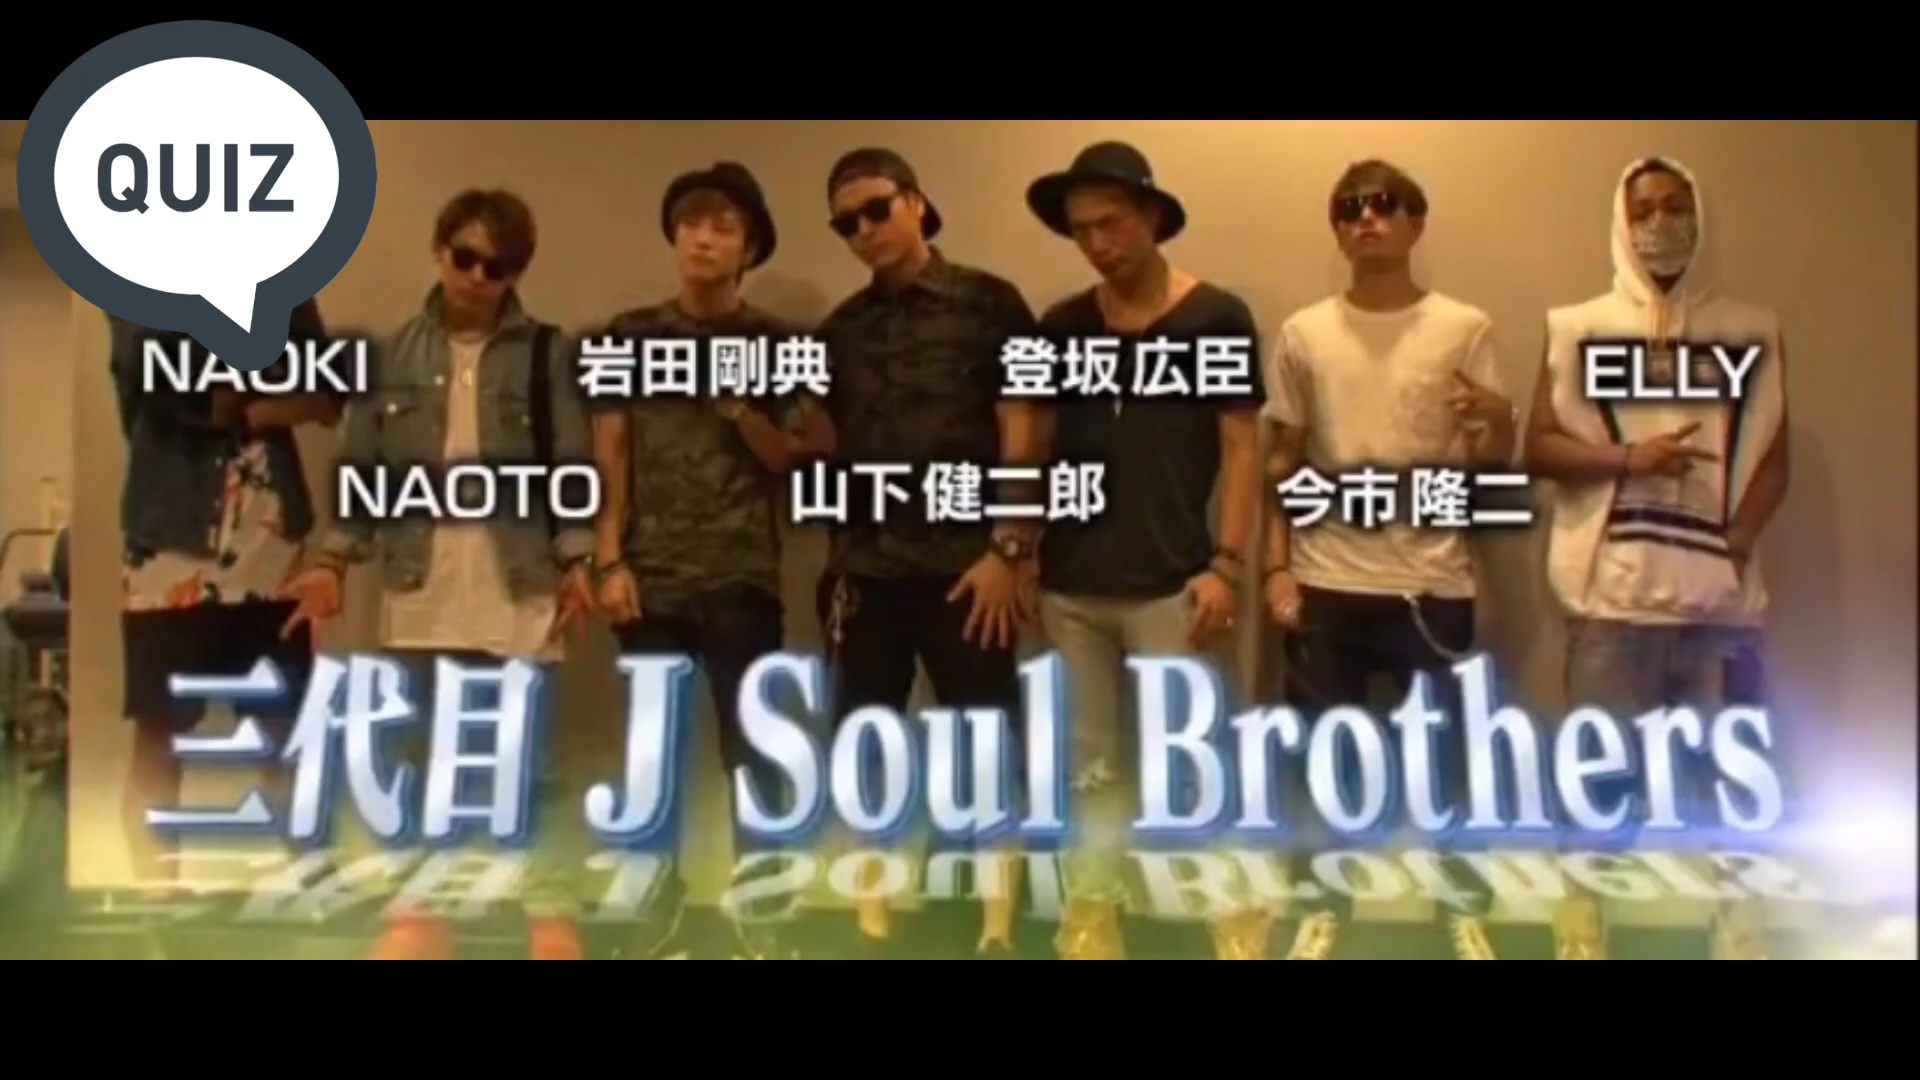 QUIZ
NAOKI
岩田剛典
登坂広臣
ELLY
NAOTO
山下健二郎
今市隆二
三代目 J Soul Brothers